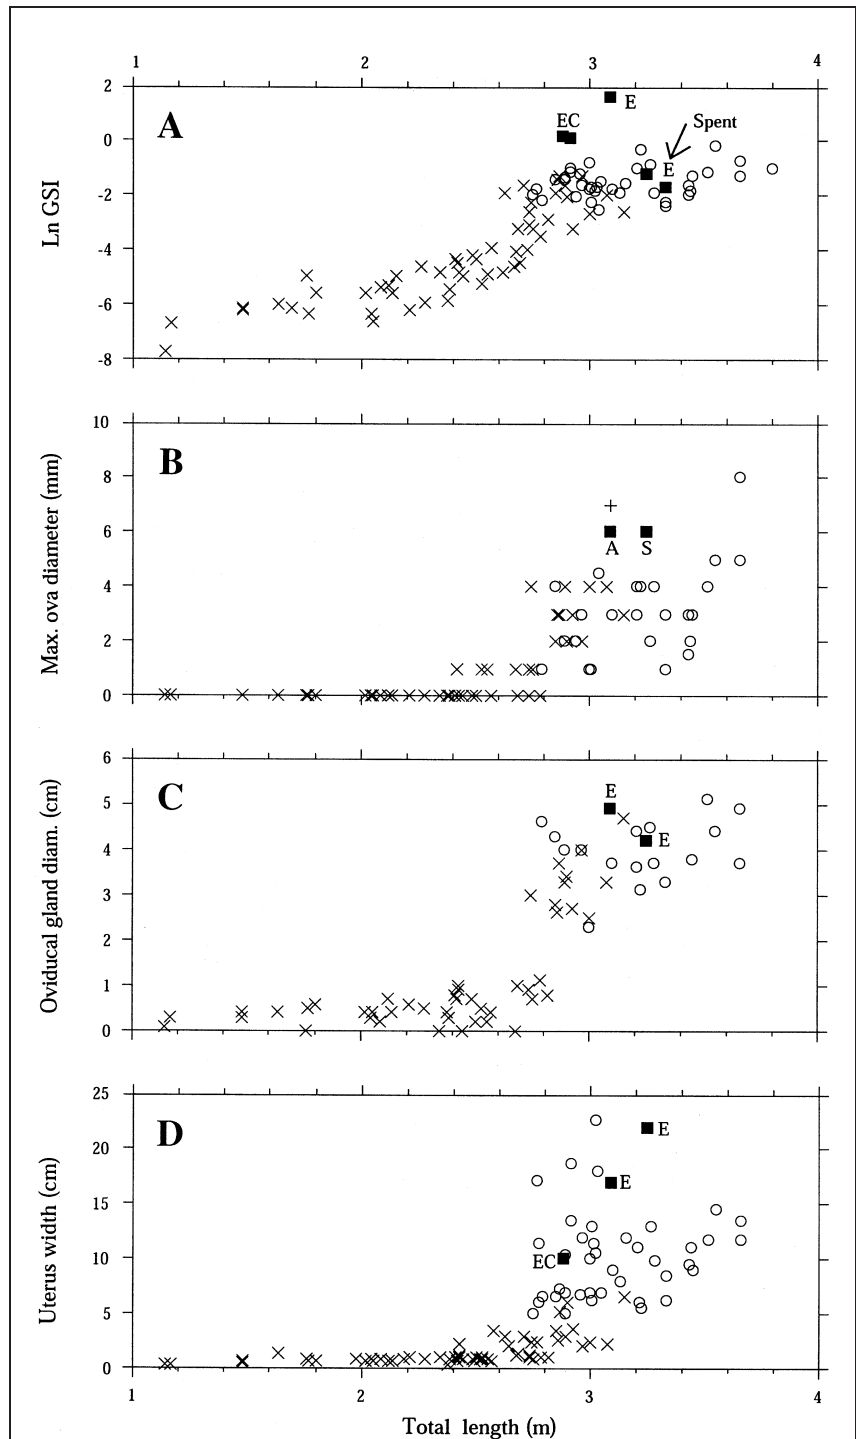 1 2 3 4
2
A
E
EC
Spent
0
E
-2
Ln GSI
-4
-6
-8
10
B
8
+
6
A S
Max. ova diameter (mm)
4
2
0
6
C
E
5
E
4
Oviducal gland diam. (cm)
3
2
1
0
25
D
E
20
E
15
Uterus width (cm)
EC
10
5
0
1 2 3 4
Total length (m)